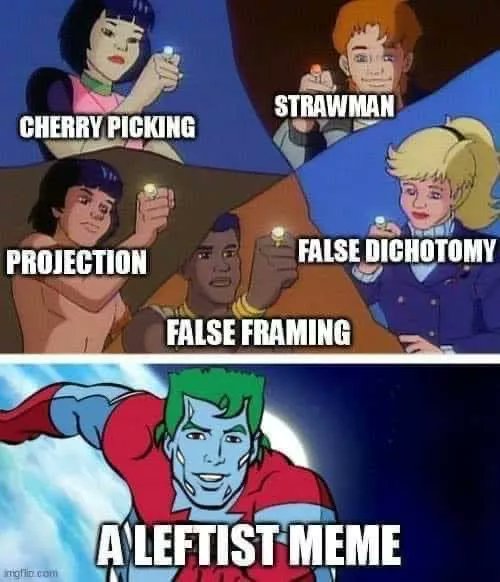 STRAWMAN
CHERRY PICKING
FALSE DICHOTOMY
PROJECTION
FALSE FRAMING
A LEFTIST MEME
imgflip.com